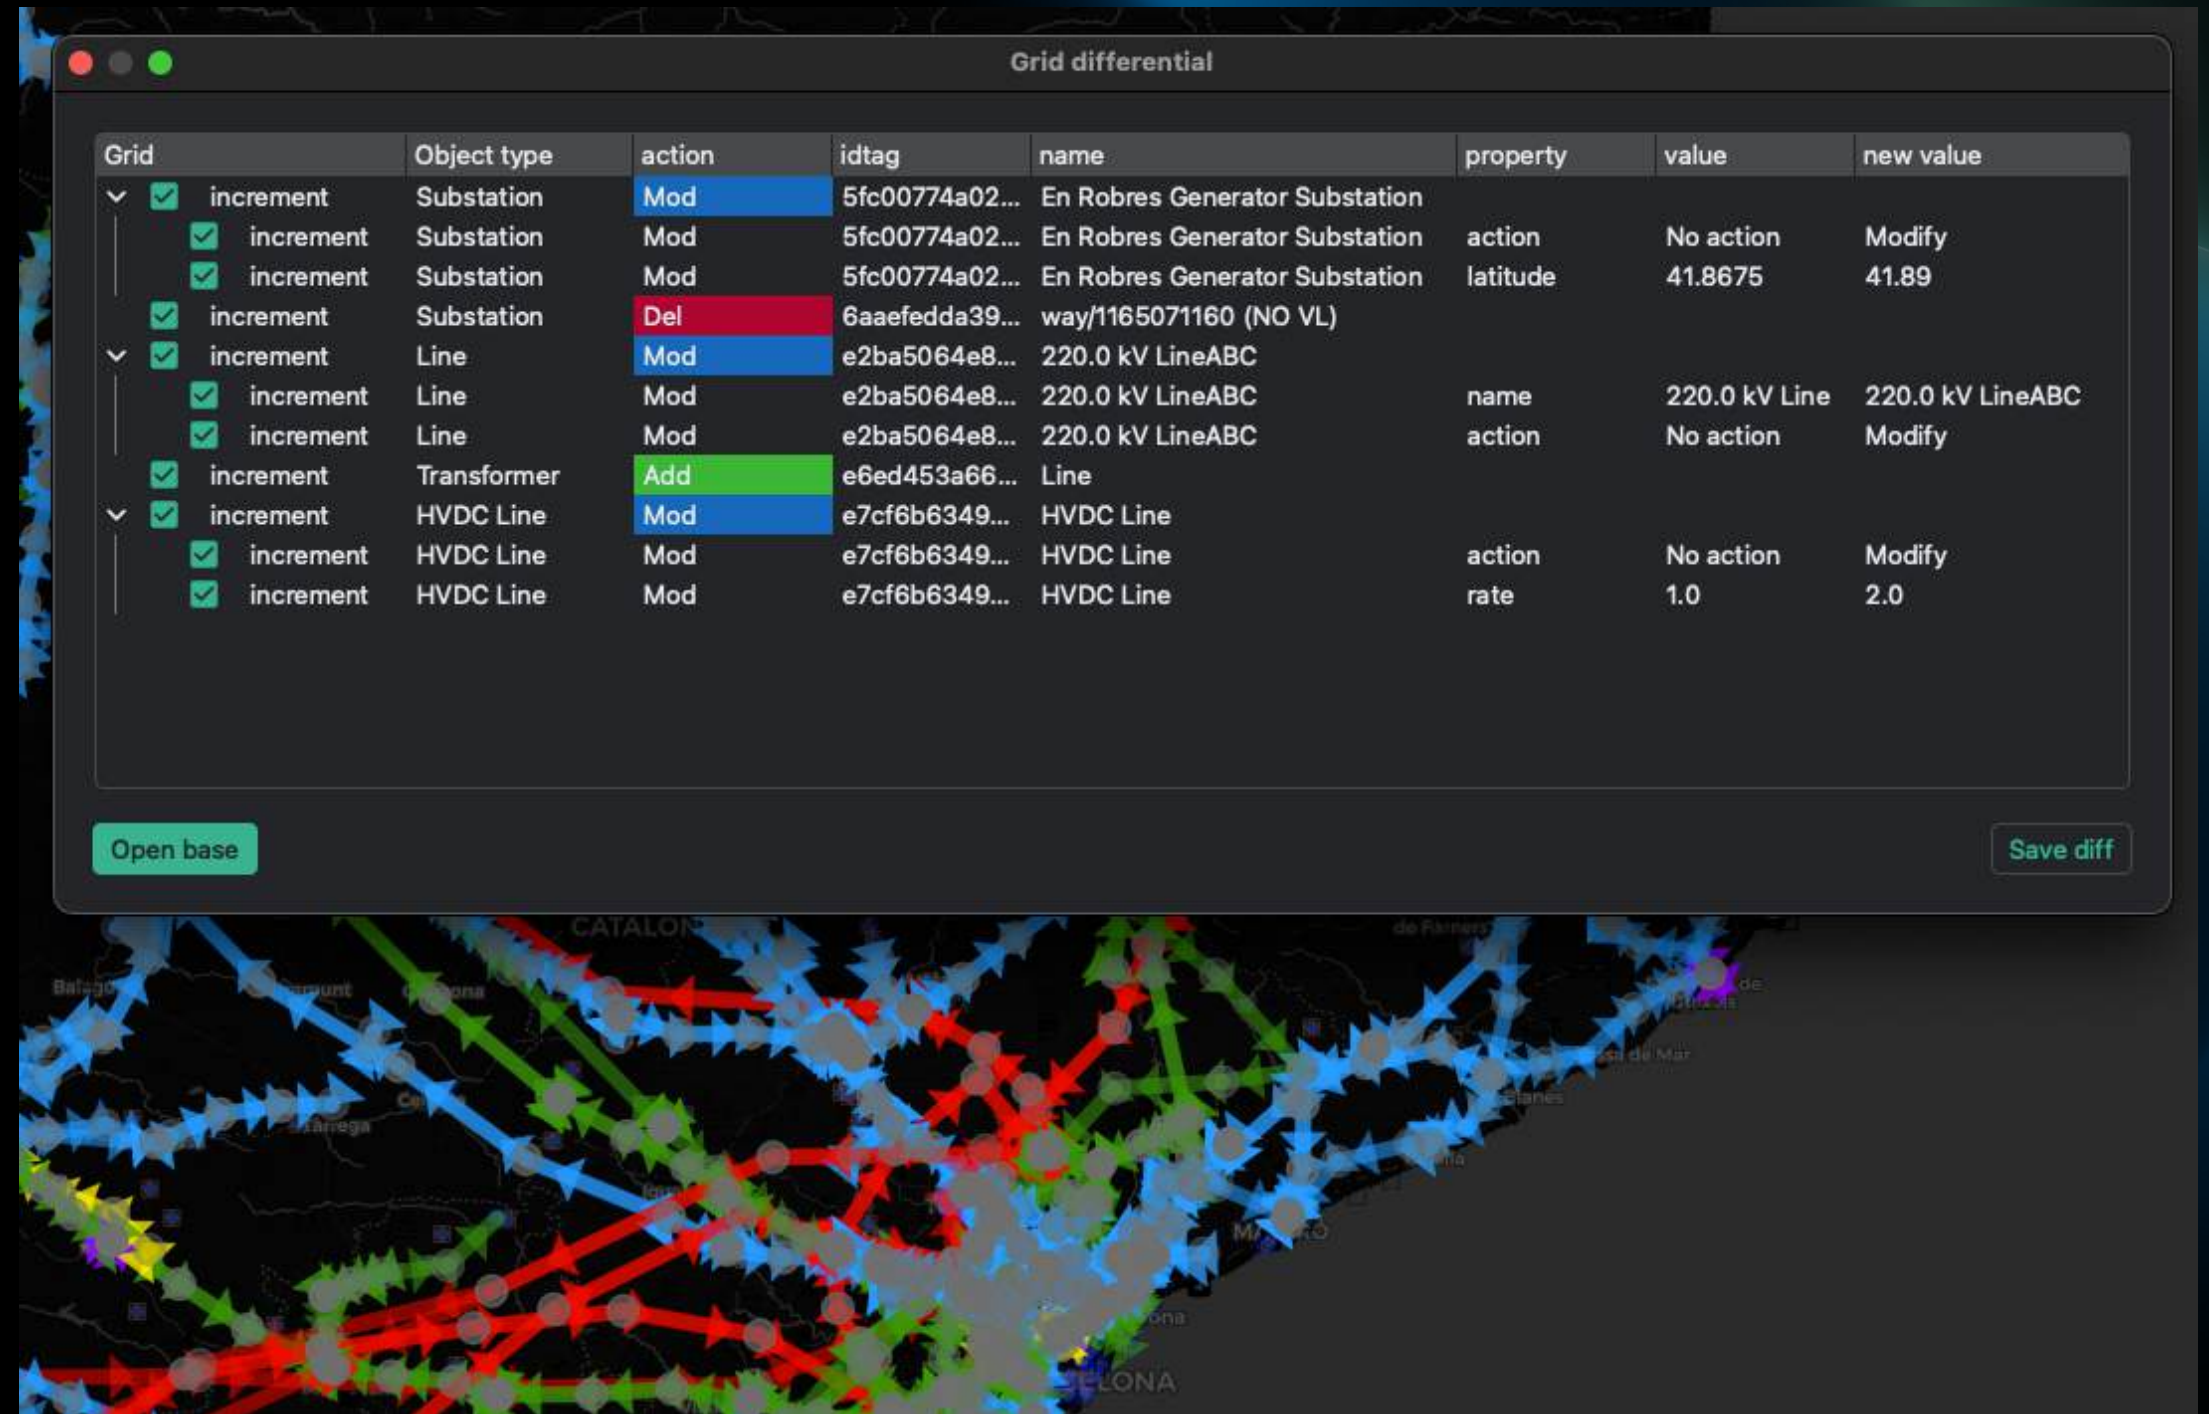 Grid differential
Grid Object type action idtag name property value new value
increment Substation Mod 5fc00774a02... En Robres Generator Substation
increment Substation Mod 5fc00774a02... En Robres Generator Substation action No action Modify
increment Substation Mod 5fc00774a02... En Robres Generator Substation latitude 41.8675 41.89
increment Substation Del 6aaefedda39... way/1165071160 (NO VL)
increment Line Mod e2ba5064e8... 220.0 kV LineABC
increment Line Mod e2ba5064e8... 220.0 kV LineABC name 220.0 kV Line 220.0 kV LineABC
increment Line Mod e2ba5064e8... 220.0 kV LineABC action No action Modify
increment Transformer Add e6ed453a66... Line
increment HVDC Line Mod e7cf6b6349... HVDC Line
increment HVDC Line Mod e7cf6b6349... HVDC Line action No action Modify
increment HVDC Line Mod e7cf6b6349... HVDC Line rate 1.0 2.0
Open base Save diff
CATALON
de Mar
Tàrrega